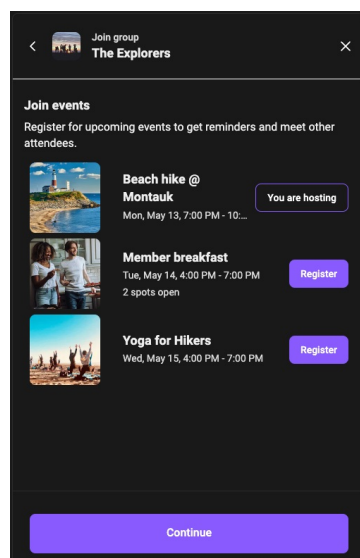 Join group
The Explorers
Join events
Register for upcoming events to get reminders and meet other
attendees.
Beach hike @
Montauk
Mon, May 13, 7:00 PM - 10:...
You are hosting
Member breakfast
Tue, May 14, 4:00 PM - 7:00 PM
2 spots open
Register
Yoga for Hikers
Wed, May 15, 4:00 PM - 7:00 PM
Register
Continue